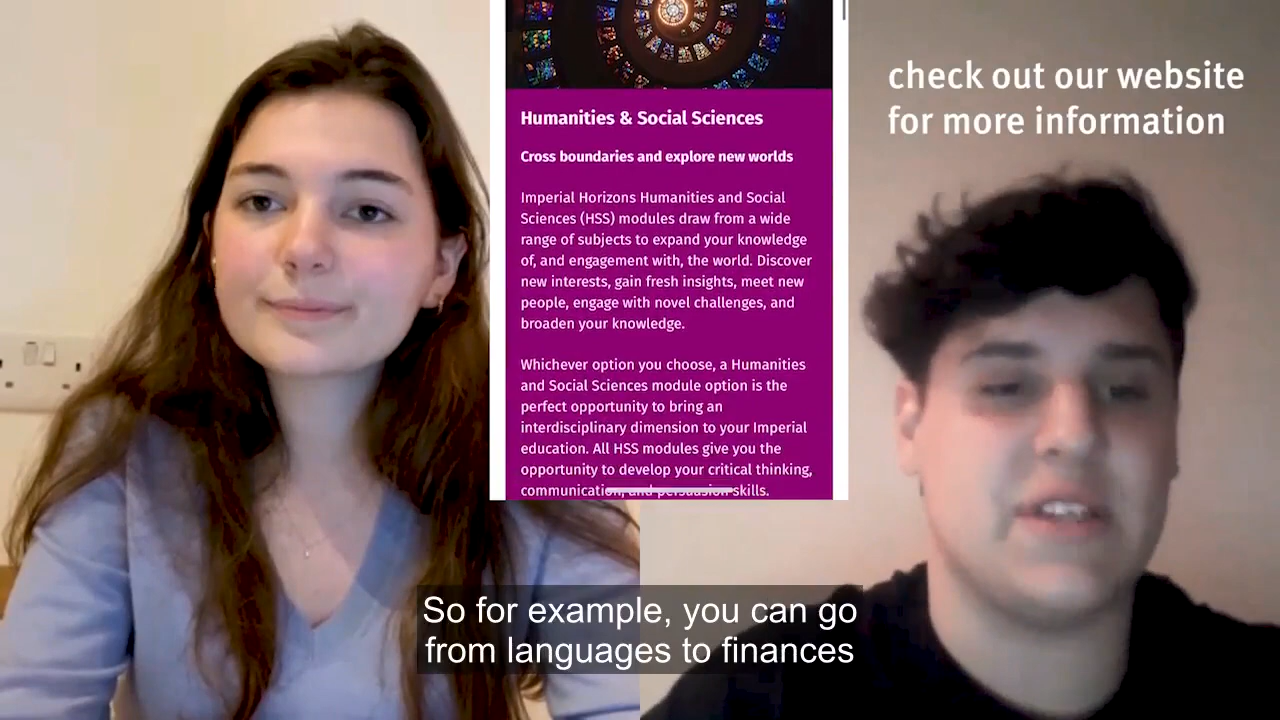 Humanities & Social Sciences
Cross boundaries and explore new worlds
Imperial Horizons Humanities and Social
Sciences (HSS) modules draw from a wide
range of subjects to expand your knowledge
of, and engagement with, the world. Discover
new interests, gain fresh insights, meet new
people, engage with novel challenges, and
broaden your knowledge.
Whichever option you choose, a Humanities
and Social Sciences module option is the
perfect opportunity to bring an
interdisciplinary dimension to your Imperial
education. All HSS modules give you the
opportunity to develop your critical thinking,
communication, and persuasion skills.
check out our website
for more information
So for example, you can go
from languages to finances